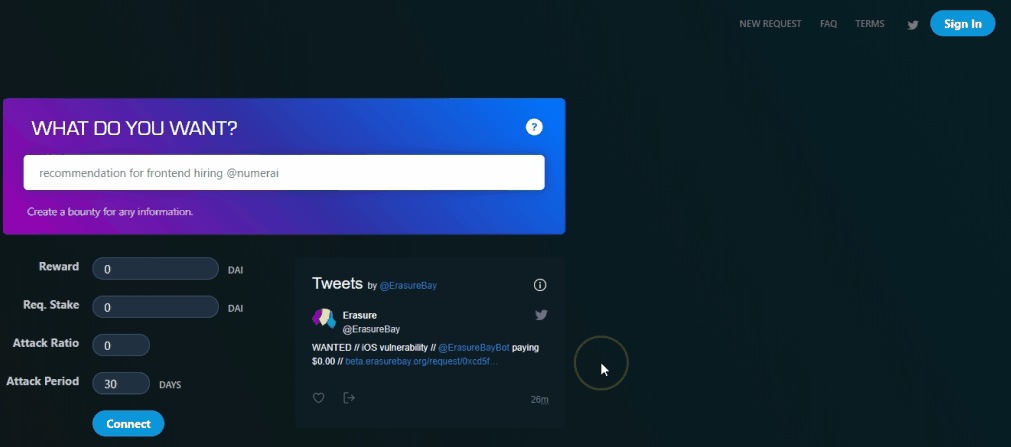 NEW REQUEST FAQ TERMS Sign In
WHAT DO YOU WANT?
?
recommendation for frontend hiring @numerai
Create a bounty for any information.
Reward 0 DAI
Req. Stake 0 DAI
Attack Ratio 0
Attack Period 30 DAYS
Connect
Tweets by @ErasureBay
Erasure
@ErasureBay
WANTED // iOS vulnerability // @ErasureBayBot paying
$0.00 // beta.erasurebay.org/request/0xcd5f...
26m